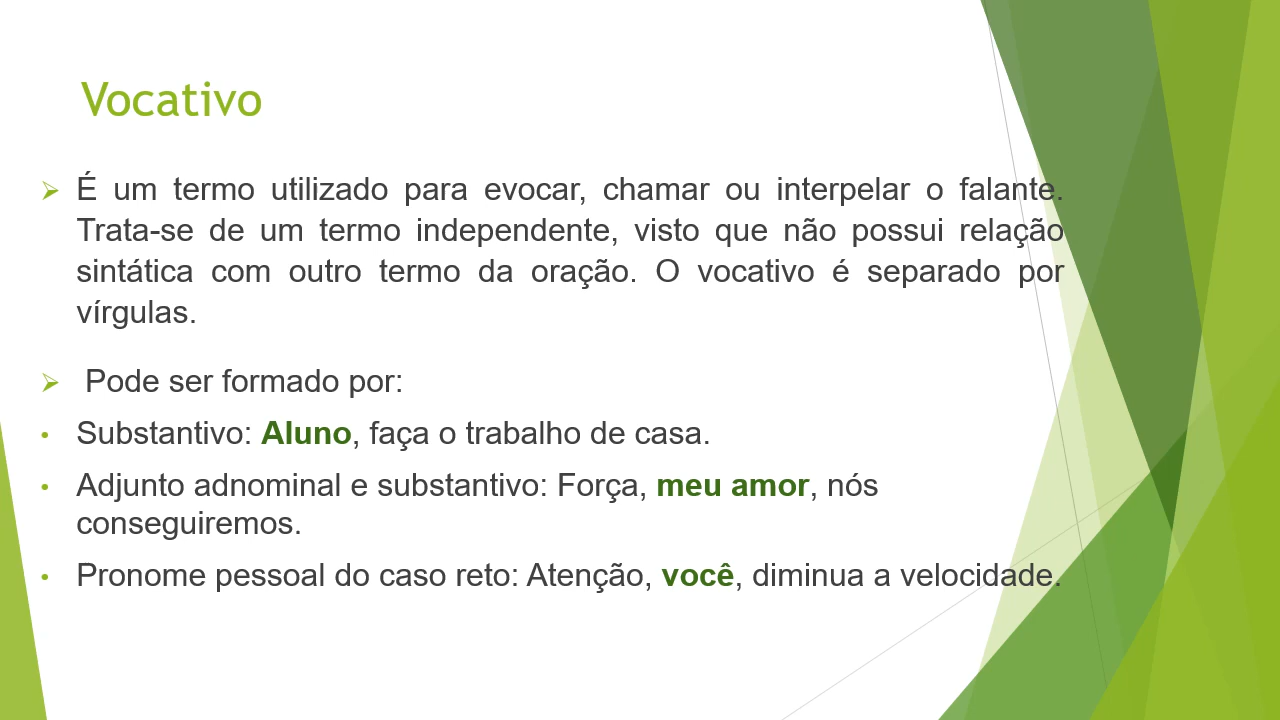 Vocativo
É um termo utilizado para evocar, chamar ou interpelar o falante.
Trata-se de um termo independente, visto que não possui relação
sintática com outro termo da oração. O vocativo é separado por
vírgulas.
Pode ser formado por:
Substantivo: Aluno, faça o trabalho de casa.
Adjunto adnominal e substantivo: Força, meu amor, nós
conseguiremos.
Pronome pessoal do caso reto: Atenção, você, diminua a velocidade.